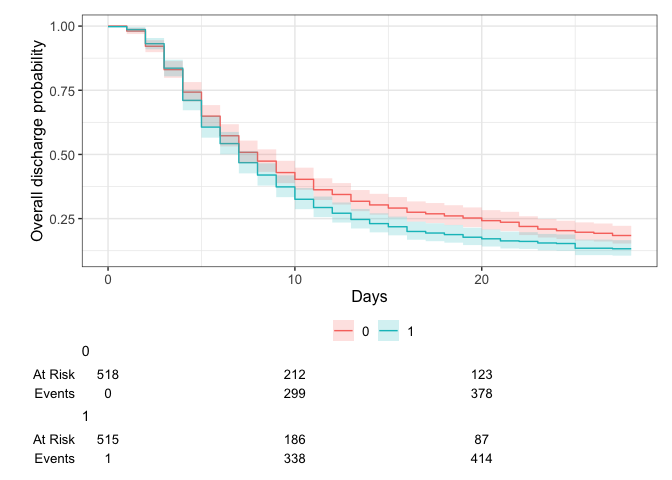 1.00
0.75
0.50
0.25
Overall discharge probability
0 10 20
Days
0 1
0
At Risk 518 212 123
Events 0 299 378
1
At Risk 515 186 87
Events 1 338 414